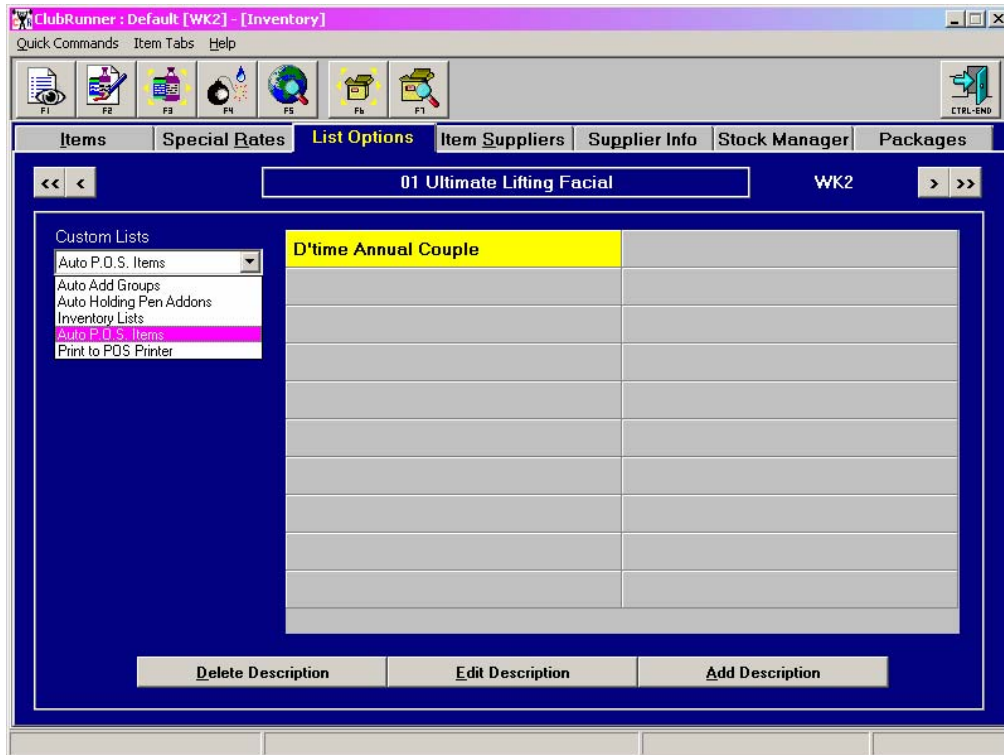 ClubRunner : Default [WK2] - [Inventory]
Quick Commands Item Tabs Help
F1 F2 F3 F4 F5 F6 F7 CTRL-END
Items Special Rates List Options Item Suppliers Supplier Info Stock Manager Packages
<< < 01 Ultimate Lifting Facial WK2 > >>
Custom Lists
Auto P.O.S. Items
D'time Annual Couple
Auto Add Groups
Auto Holding Pen Addons
Inventory Lists
Auto P.O.S. Items
Print to POS Printer
Delete Description Edit Description Add Description